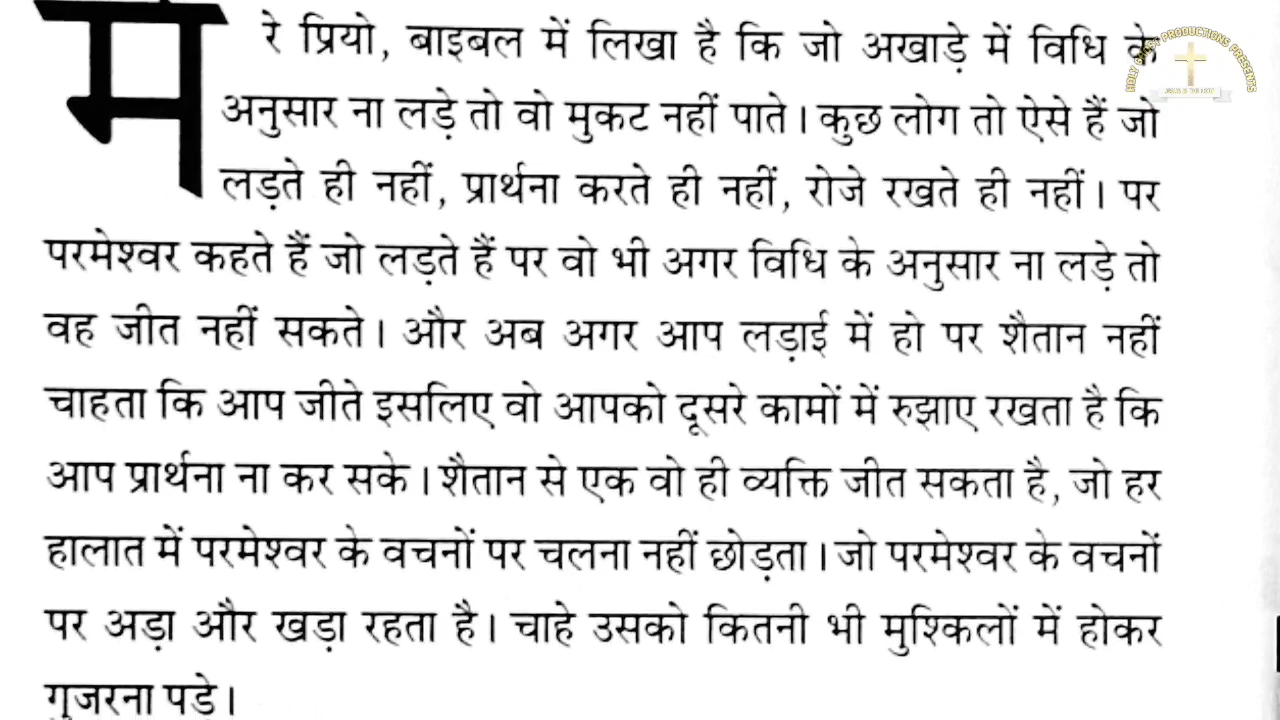 मेरे प्रियो, बाइबल में लिखा है कि जो अखाड़े में विधि के
अनुसार ना लड़े तो वो मुकट नहीं पाते। कुछ लोग तो ऐसे हैं जो
लड़ते ही नहीं, प्रार्थना करते ही नहीं, रोजे रखते ही नहीं। पर
परमेश्वर कहते हैं जो लड़ते हैं पर वो भी अगर विधि के अनुसार ना लड़े तो
वह जीत नहीं सकते। और अब अगर आप लड़ाई में हो पर शैतान नहीं
चाहता कि आप जीते इसलिए वो आपको दूसरे कामों में रुझाए रखता है कि
आप प्रार्थना ना कर सके। शैतान से एक वो ही व्यक्ति जीत सकता है, जो हर
हालात में परमेश्वर के वचनों पर चलना नहीं छोड़ता। जो परमेश्वर के वचनों
पर अड़ा और खड़ा रहता है। चाहे उसको कितनी भी मुश्किलों में होकर
गुजरना पडे।
HOLY PRODUCTIONS PRESENTS